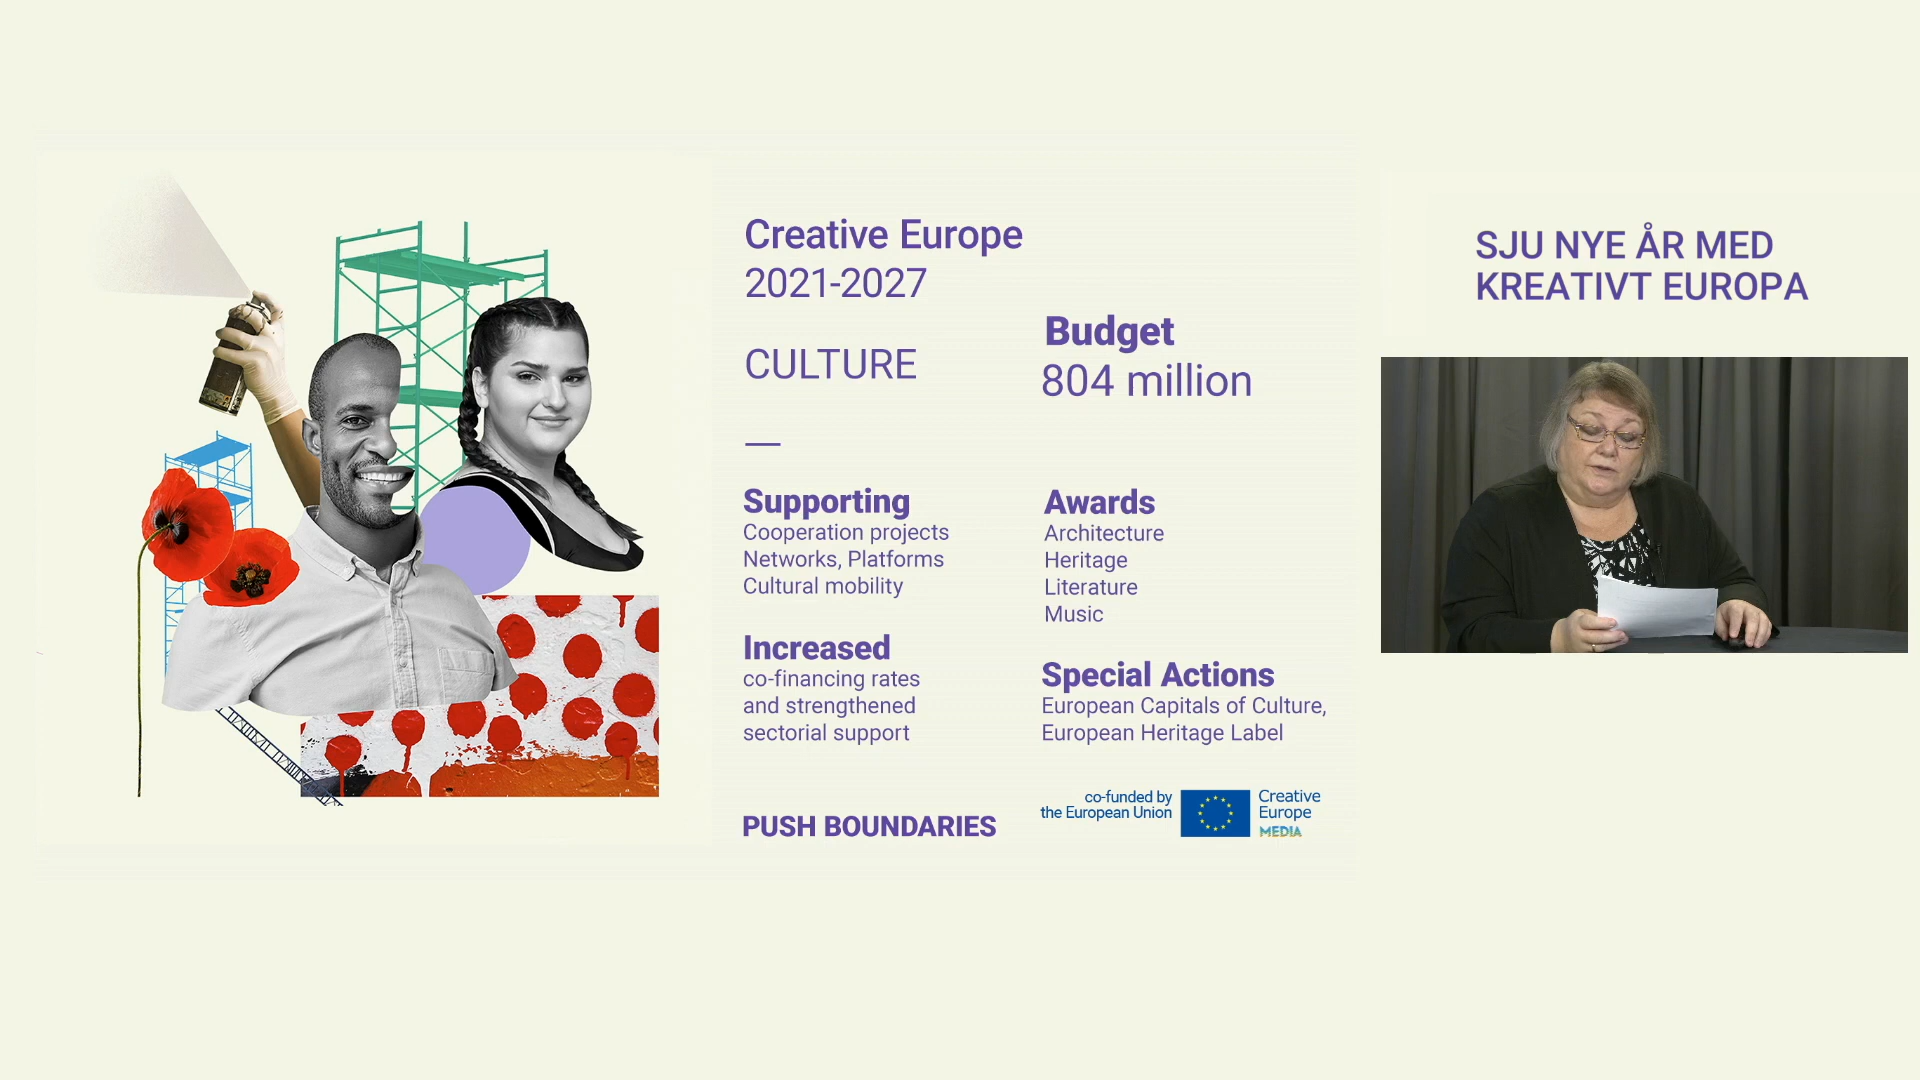 Creative Europe
2021-2027
CULTURE
Budget
804 million
Supporting
Cooperation projects
Networks, Platforms
Cultural mobility
Increased
co-financing rates
and strengthened
sectorial support
Awards
Architecture
Heritage
Literature
Music
Special Actions
European Capitals of Culture,
European Heritage Label
PUSH BOUNDARIES
co-funded by
the European Union
Creative
Europe
MEDIA
SJU NYE ÅR MED
KREATIVT EUROPA